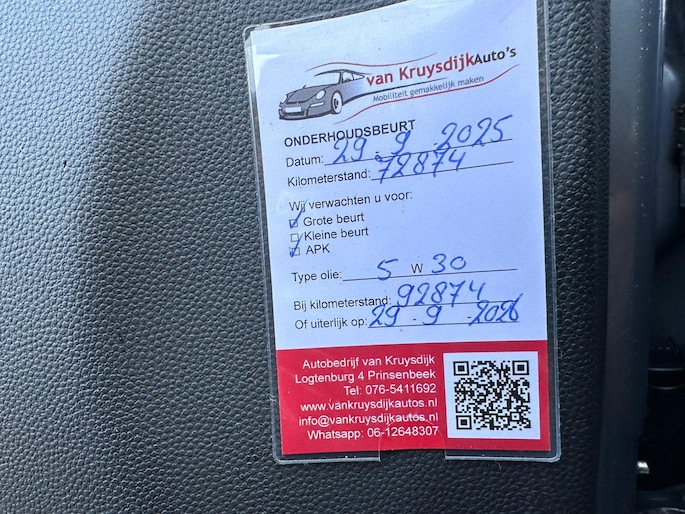 van Kruysdijk Auto's
Mobiliteit gemakkelijk maken
ONDERHOUDSBEURT
Datum: 29 . 9 . 2025
Kilometerstand: 72874
Wij verwachten u voor:
Grote beurt
Kleine beurt
APK
Type olie: 5 W 30
Bij kilometerstand: 92874
Of uiterlijk op: 29 - 9 - 2026
Autobedrijf van Kruysdijk
Logtenburg 4 Prinsenbeek
Tel: 076-5411692
www.vankruysdijkautos.nl
info@vankruysdijkautos.nl
Whatsapp: 06-12648307